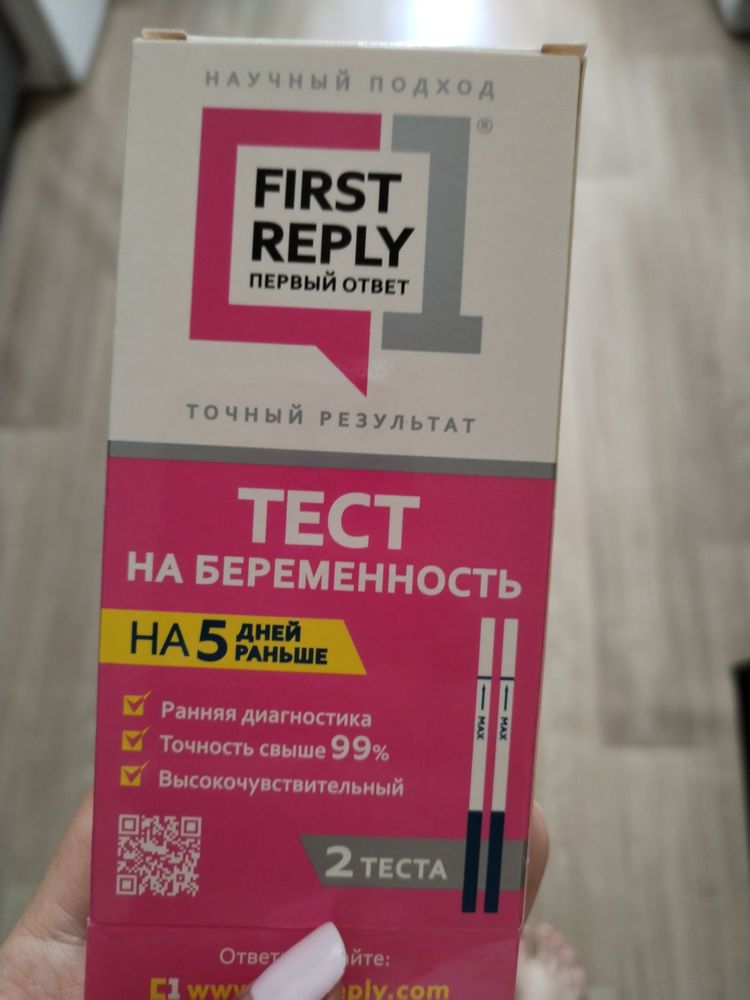 НАУЧНЫЙ ПОДХОД
1®
FIRST
REPLY
ПЕРВЫЙ ОТВЕТ
ТОЧНЫЙ РЕЗУЛЬТАТ
ТЕСТ
НА БЕРЕМЕННОСТЬ
НА 5 ДНЕЙ
РАНЬШЕ
Ранняя диагностика
Точность свыше 99%
Высокочувствительный
MAX MAX
2 ТЕСТА